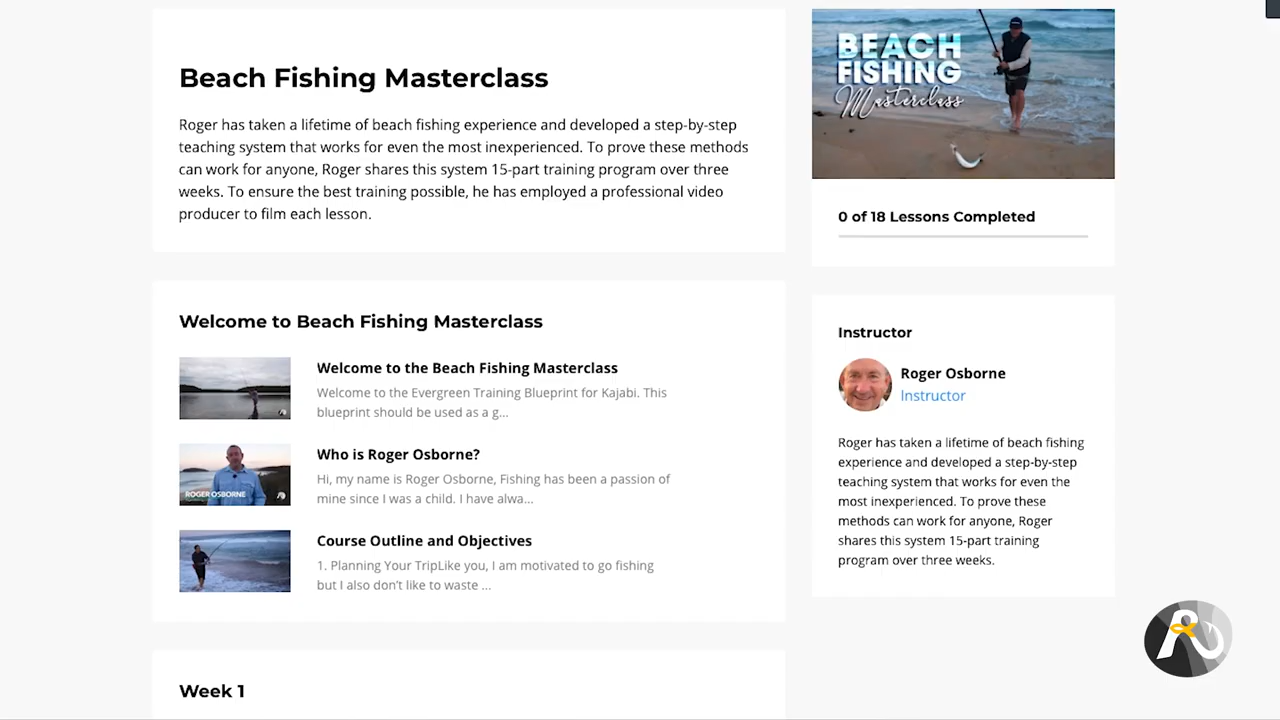 Beach Fishing Masterclass
Roger has taken a lifetime of beach fishing experience and developed a step-by-step
teaching system that works for even the most inexperienced. To prove these methods
can work for anyone, Roger shares this system 15-part training program over three
weeks. To ensure the best training possible, he has employed a professional video
producer to film each lesson.
Welcome to Beach Fishing Masterclass
Welcome to the Beach Fishing Masterclass
Welcome to the Evergreen Training Blueprint for Kajabi. This
blueprint should be used as a g...
Who is Roger Osborne?
Hi, my name is Roger Osborne, Fishing has been a passion of
mine since I was a child. I have alwa...
ROGER OSBORNE
Course Outline and Objectives
1. Planning Your TripLike you, I am motivated to go fishing
but I also don't like to waste ...
Week 1
BEACH
FISHING
Masterclass
0 of 18 Lessons Completed
Instructor
Roger Osborne
Instructor
Roger has taken a lifetime of beach fishing
experience and developed a step-by-step
teaching system that works for even the
most inexperienced. To prove these
methods can work for anyone, Roger
shares this system 15-part training
program over three weeks.